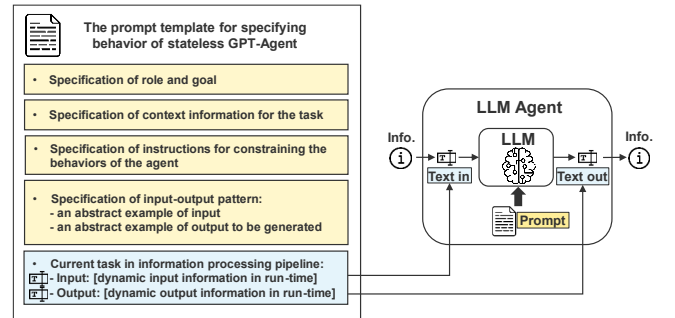 The prompt template for specifying
behavior of stateless GPT-Agent
• Specification of role and goal
• Specification of context information for the task
• Specification of instructions for constraining the
behaviors of the agent
• Specification of input-output pattern:
- an abstract example of input
- an abstract example of output to be generated
• Current task in information processing pipeline:
T - Input: [dynamic input information in run-time]
T - Output: [dynamic output information in run-time]
LLM Agent
Info.
i
T
Text in
LLM
Prompt
T
Text out
Info.
i